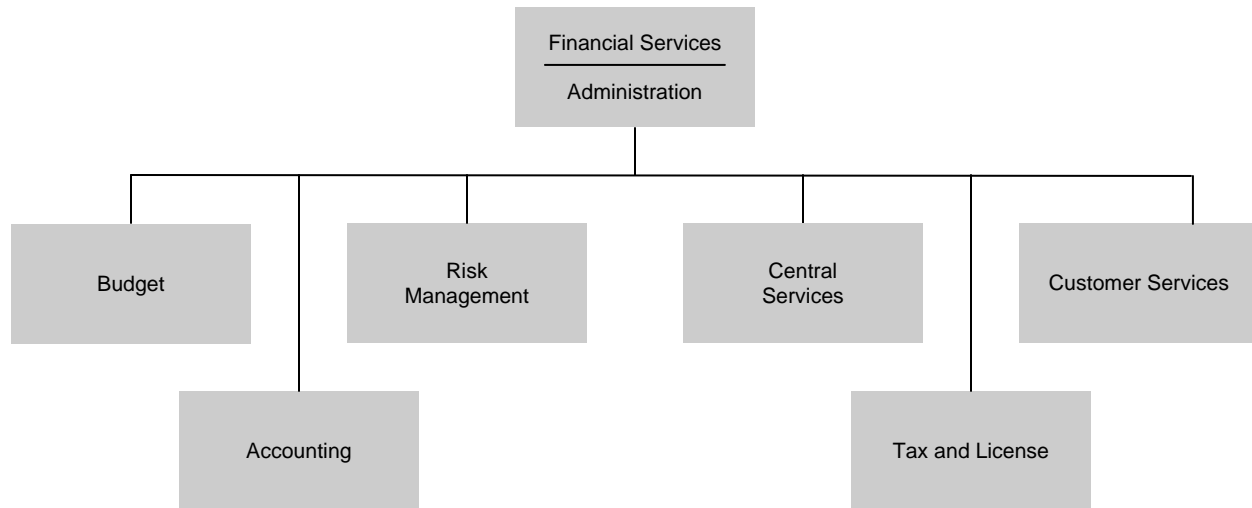 Financial Services
Administration
Budget
Risk
Management
Central
Services
Customer Services
Accounting
Tax and License